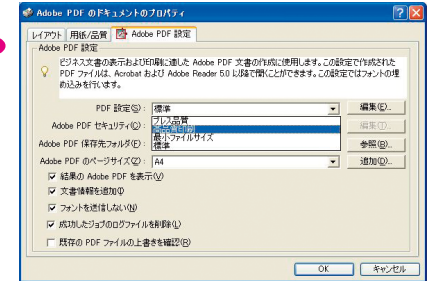 Adobe PDF のドキュメントのプロパティ
レイアウト 用紙/品質 Adobe PDF 設定
Adobe PDF 設定
ビジネス文書の表示および印刷に適した Adobe PDF 文書の作成に使用します。この設定で作成された
PDF ファイルは、Acrobat および Adobe Reader 5.0 以降で開くことができます。この設定ではフォントの埋
め込みを行います。
PDF 設定(S): 標準 編集(E)...
プレス品質
Adobe PDF セキュリティ(C): 高品質印刷 編集(T)...
最小ファイルサイズ
Adobe PDF 保存先フォルダ(F): 標準 参照(B)...
Adobe PDF のページサイズ(Z): A4 追加(D)...
結果の Adobe PDF を表示(V)
文書情報を追加(I)
フォントを送信しない(N)
成功したジョブのログファイルを削除(L)
既存の PDF ファイルの上書きを確認(R)
OK キャンセル